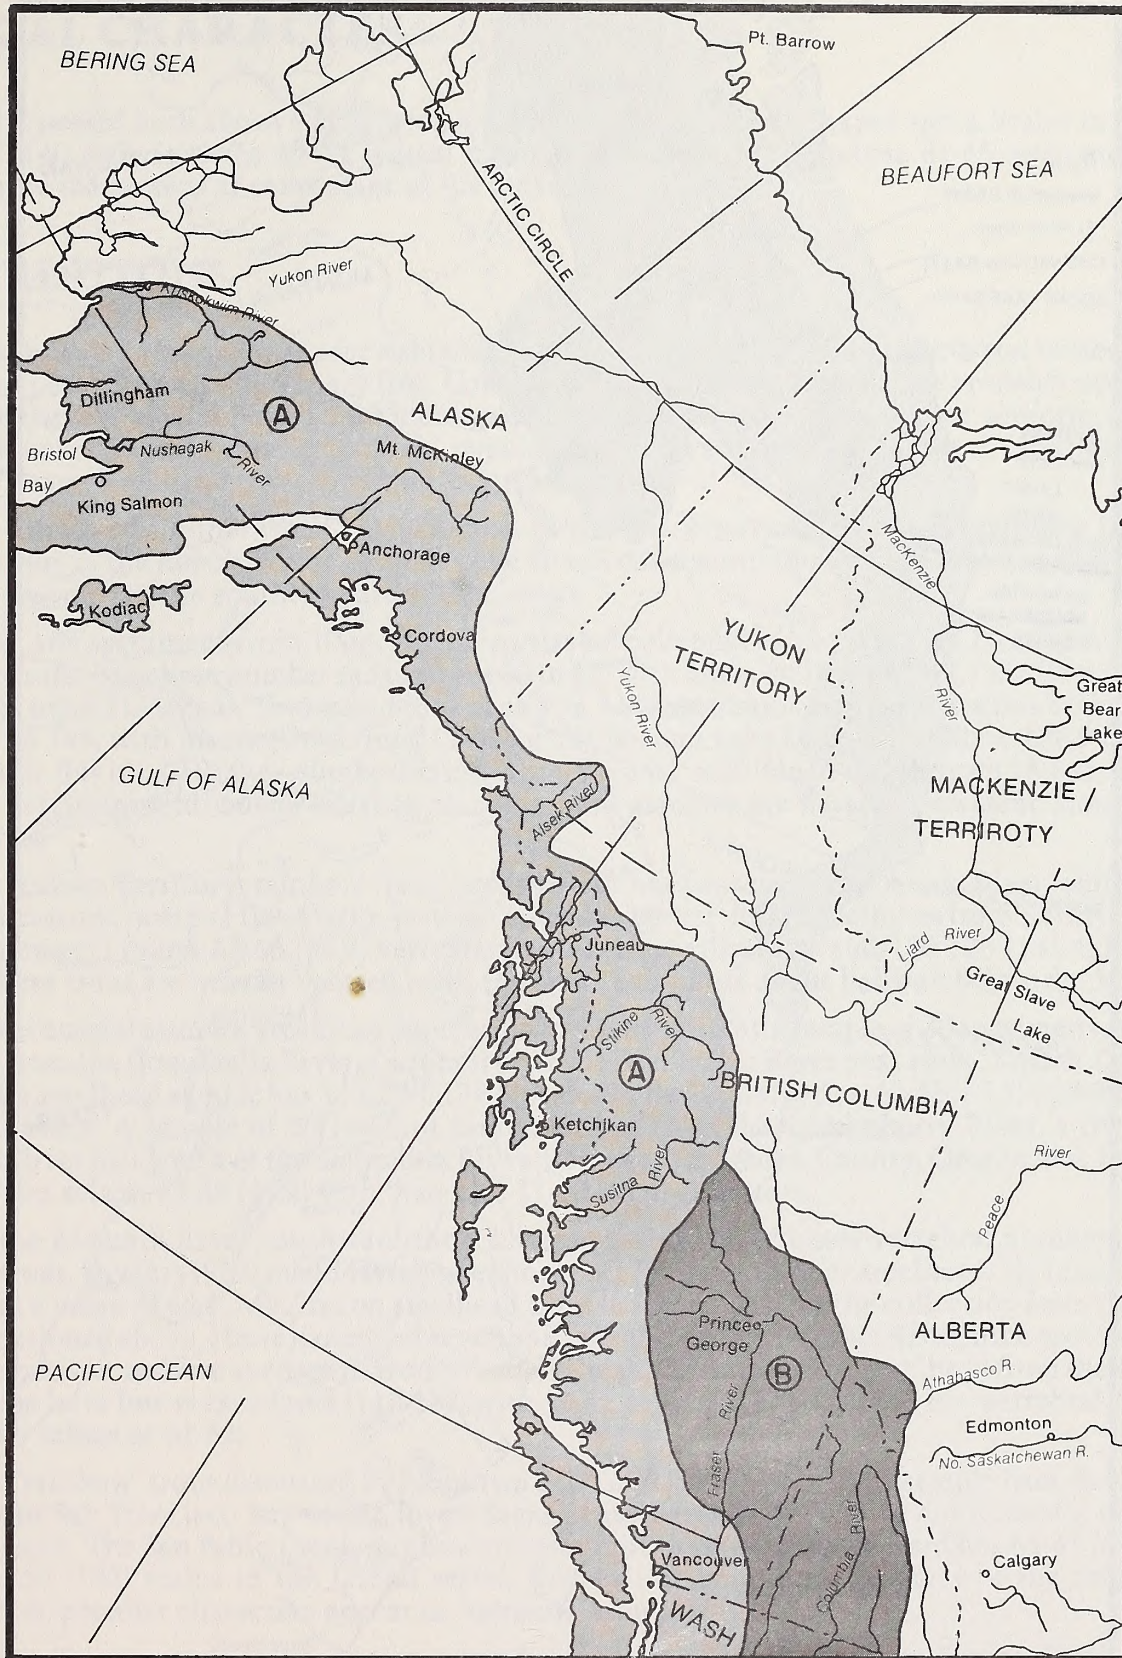 BERING SEA
Pt. Barrow
BEAUFORT SEA
ARCTIC CIRCLE
Yukon River
Kuskokwim River
Dillingham
A
ALASKA
Mt. McKinley
Bristol
Bay
Nushagak
River
King Salmon
Anchorage
Kodiac
Cordova
MacKenzie
River
YUKON
TERRITORY
Yukon River
Great
Bear
Lake
GULF OF ALASKA
Alsek River
MACKENZIE
TERRIROTY
Juneau
Liard River
Great Slave
Lake
Stikine
River
A
BRITISH COLUMBIA
Ketchikan
Susitna
River
Peace
River
Prince
George
B
ALBERTA
PACIFIC OCEAN
Athabasco R.
Fraser
River
Edmonton
No. Saskatchewan R.
Columbia
River
Vancouver
Calgary
WASH